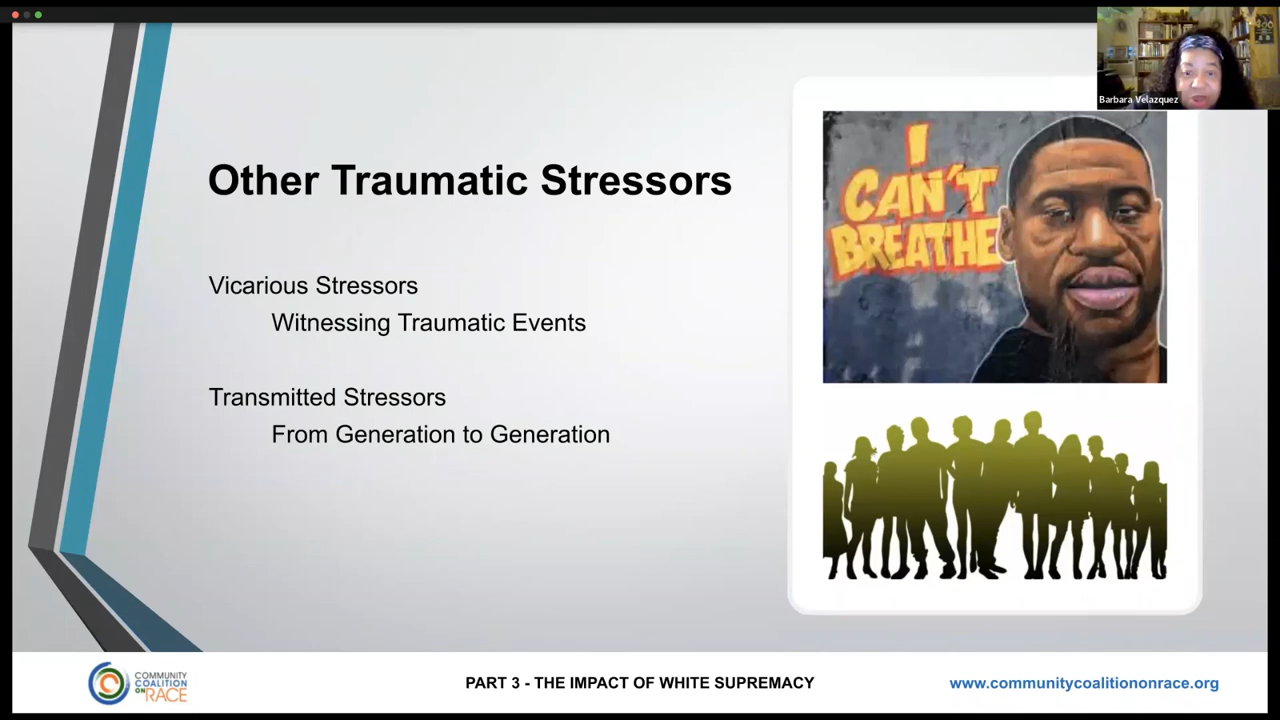 Barbara Velazquez
Other Traumatic Stressors
Vicarious Stressors
Witnessing Traumatic Events
Transmitted Stressors
From Generation to Generation
I
CAN'T
BREATHE
COMMUNITY
COALITION
ON RACE
PART 3 - THE IMPACT OF WHITE SUPREMACY
www.communitycoalitiononrace.org